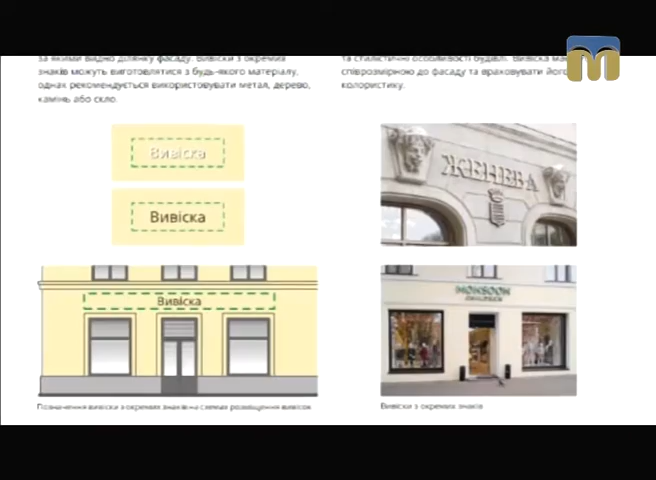 за якими видно ділянку фасаду. Вивіски з окремих
знаків можуть виготовлятися з будь-якого матеріалу,
однак рекомендується використовувати метал, дерево,
камінь або скло.
та стилістичні особливості будівлі. Вивіска має
співрозмірною до фасаду та враховувати його
колористику.
Вивіска
Вивіска
Вивіска
Позначення вивіски з окремих знаків на схемах розміщення вивісок
ЖЕНЕВА
MONSOON
Вивіски з окремих знаків